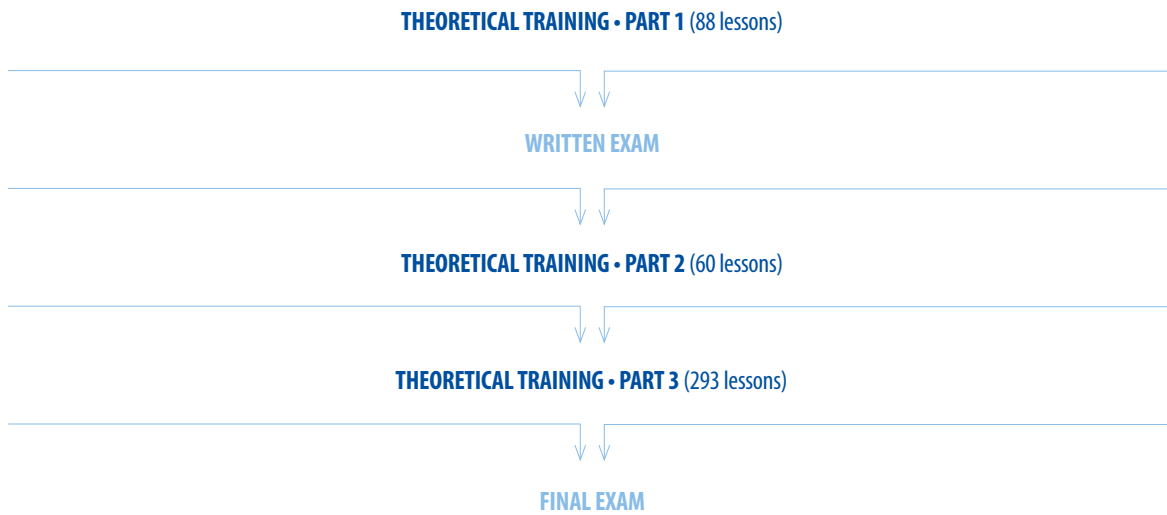 THEORETICAL TRAINING • PART 1 (88 lessons)
WRITTEN EXAM
THEORETICAL TRAINING • PART 2 (60 lessons)
THEORETICAL TRAINING • PART 3 (293 lessons)
FINAL EXAM